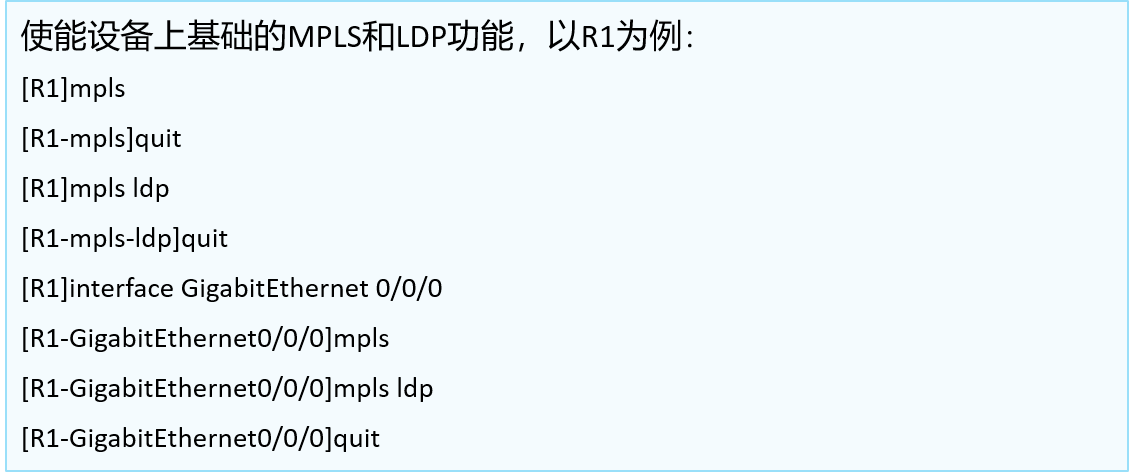 使能设备上基础的MPLS和LDP功能，以R1为例：
[R1]mpls
[R1-mpls]quit
[R1]mpls ldp
[R1-mpls-ldp]quit
[R1]interface GigabitEthernet 0/0/0
[R1-GigabitEthernet0/0/0]mpls
[R1-GigabitEthernet0/0/0]mpls ldp
[R1-GigabitEthernet0/0/0]quit